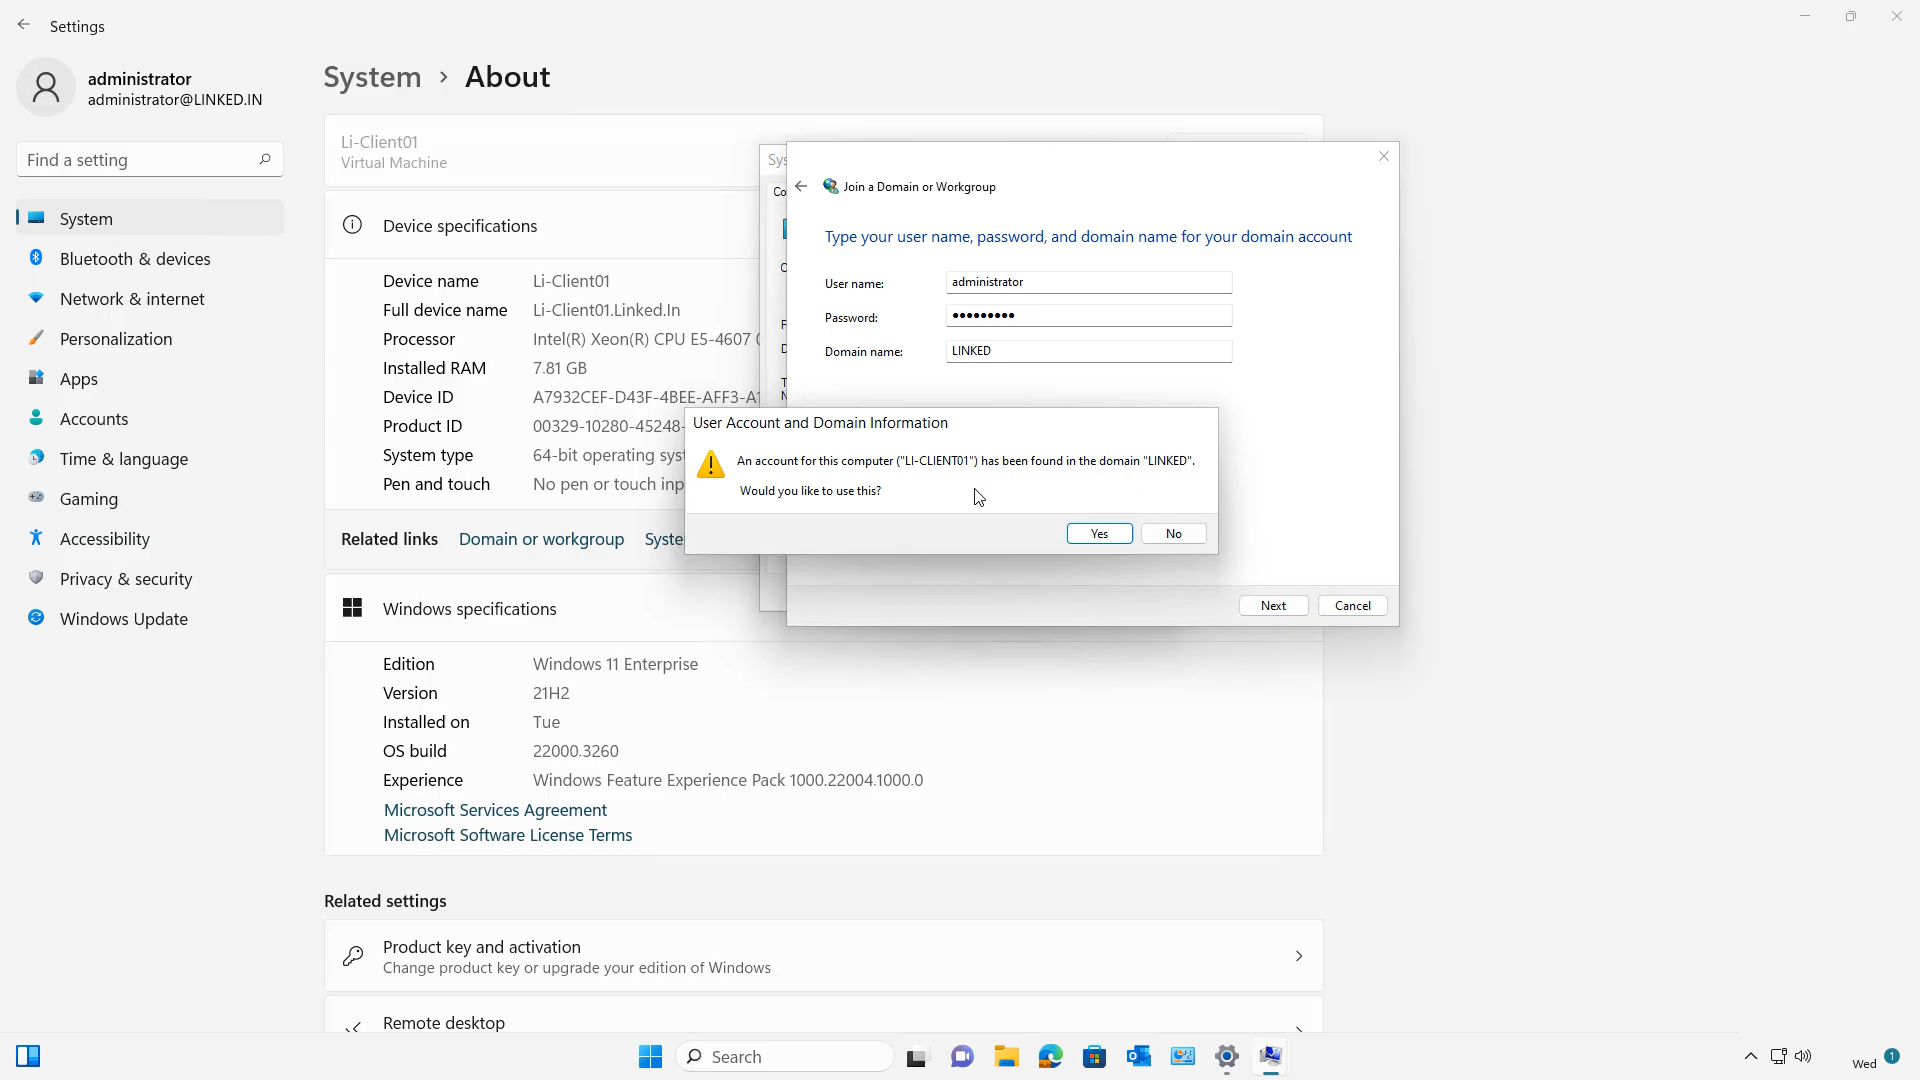 Settings
administrator
administrator@LINKED.IN
Find a setting
System
Bluetooth & devices
Network & internet
Personalization
Apps
Accounts
Time & language
Gaming
Accessibility
Privacy & security
Windows Update
System › About
Li-Client01
Virtual Machine
Device specifications
Device name Li-Client01
Full device name Li-Client01.Linked.In
Processor Intel(R) Xeon(R) CPU E5-4607
Installed RAM 7.81 GB
Device ID A7932CEF-D43F-4BEE-AFF3-A
Product ID 00329-10280-45248-
System type 64-bit operating sys
Pen and touch No pen or touch inp
Related links Domain or workgroup Syste
Windows specifications
Edition Windows 11 Enterprise
Version 21H2
Installed on Tue
OS build 22000.3260
Experience Windows Feature Experience Pack 1000.22004.1000.0
Microsoft Services Agreement
Microsoft Software License Terms
Related settings
Product key and activation
Change product key or upgrade your edition of Windows
Remote desktop
Sys
Co
Join a Domain or Workgroup
Type your user name, password, and domain name for your domain account
User name: administrator
Password: •••••••••
Domain name: LINKED
Next Cancel
User Account and Domain Information
An account for this computer ("LI-CLIENT01") has been found in the domain "LINKED".
Would you like to use this?
Yes No
Search
Wed 1